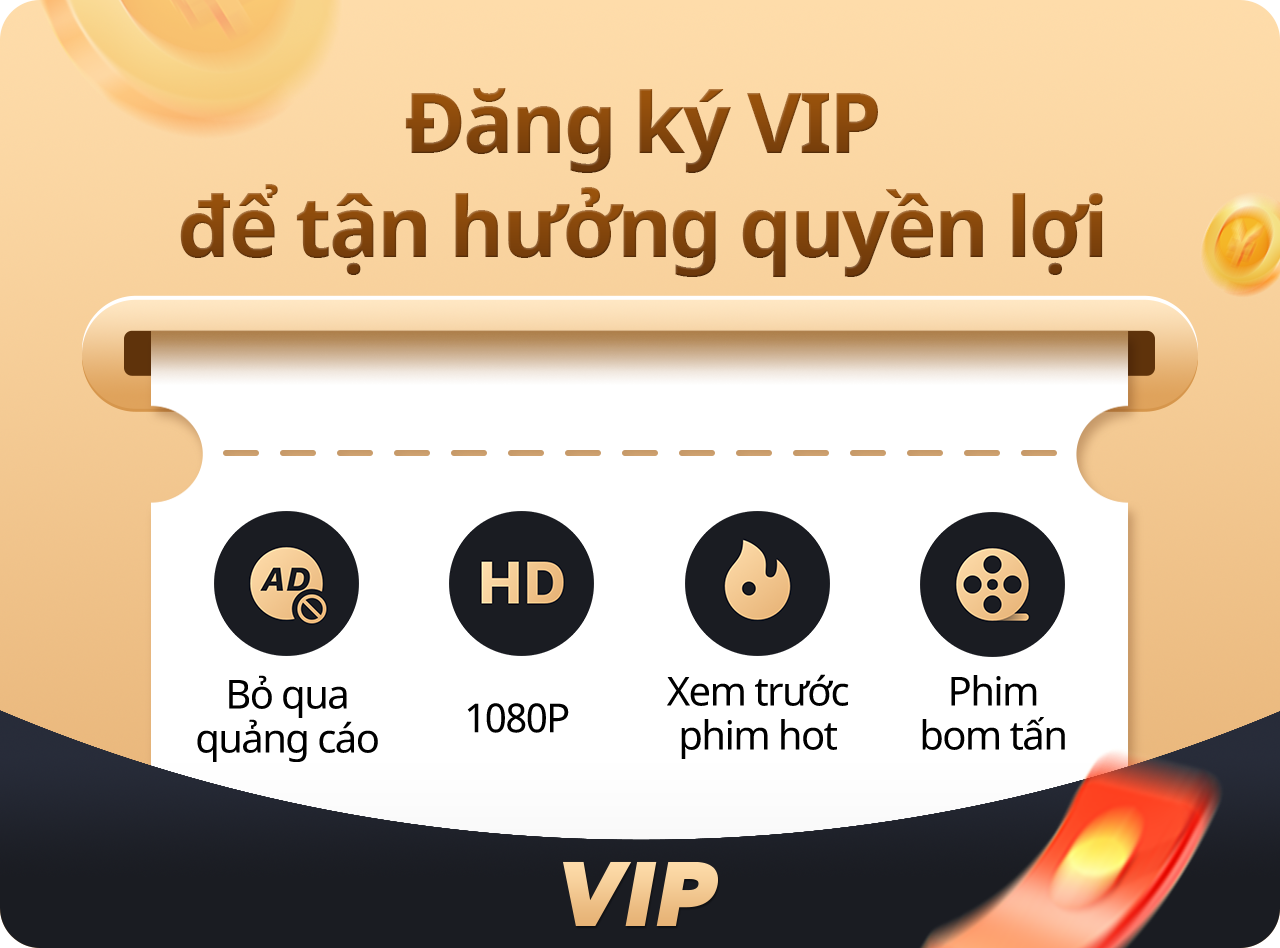 Đăng ký VIP
để tận hưởng quyền lợi
AD
HD
Bỏ qua
quảng cáo
1080P
Xem trước
phim hot
Phim
bom tấn
VIP